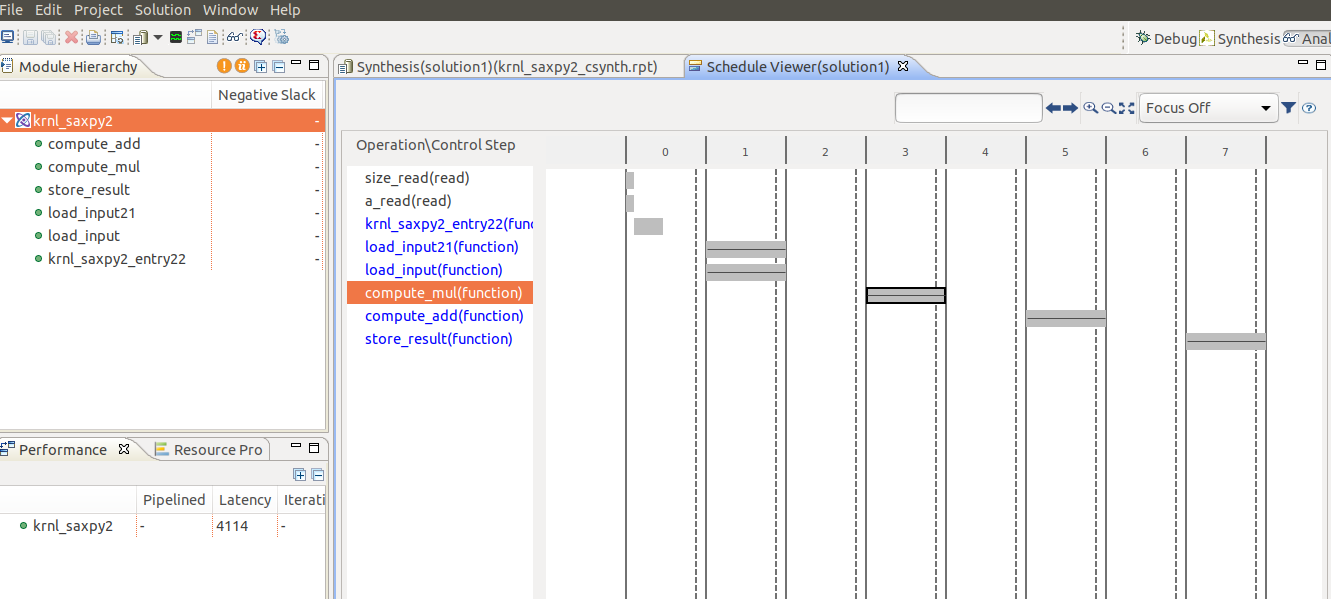 File Edit Project Solution Window Help
Debug Synthesis Anal
Module Hierarchy
Negative Slack
krnl_saxpy2 -
compute_add -
compute_mul -
store_result -
load_input21 -
load_input -
krnl_saxpy2_entry22 -
Performance Resource Pro
Pipelined Latency Iterati
krnl_saxpy2 - 4114 -
Synthesis(solution1)(krnl_saxpy2_csynth.rpt) Schedule Viewer(solution1)
Focus Off
Operation\Control Step 0 1 2 3 4 5 6 7
size_read(read)
a_read(read)
krnl_saxpy2_entry22(func
load_input21(function)
load_input(function)
compute_mul(function)
compute_add(function)
store_result(function)